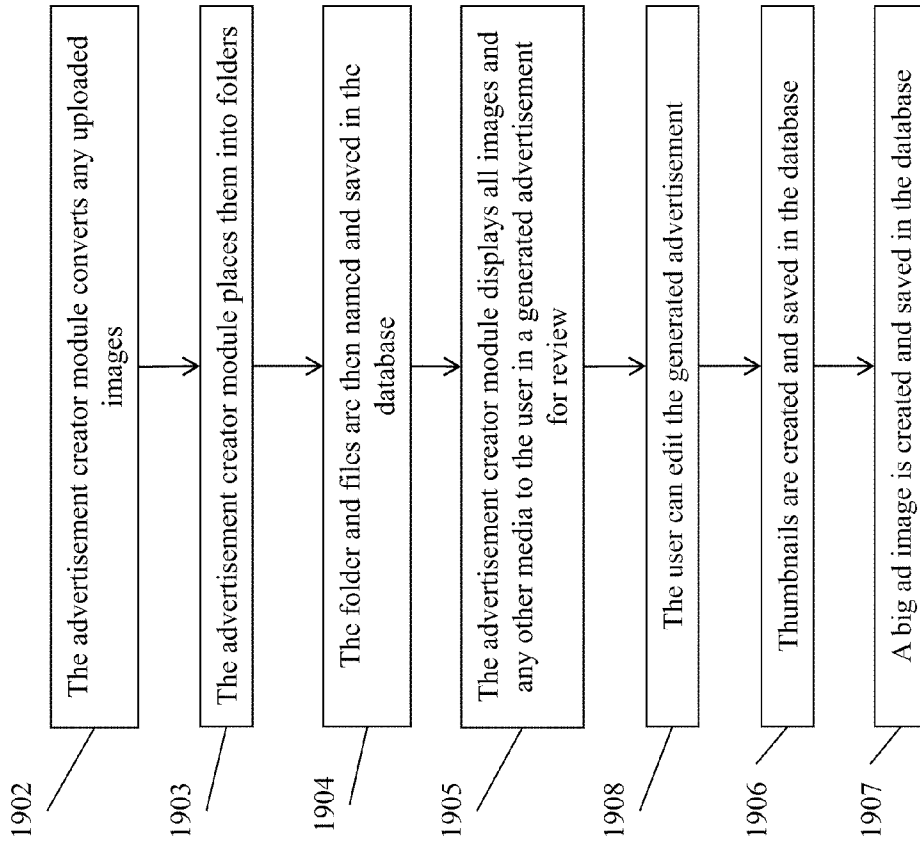 1902
The advertisement creator module converts any uploaded
images
1903
The advertisement creator module places them into folders
1904
The folder and files are then named and saved in the
database
1905
The advertisement creator module displays all images and
any other media to the user in a generated advertisement
for review
1908
The user can edit the generated advertisement
1906
Thumbnails are created and saved in the database
1907
A big ad image is created and saved in the database